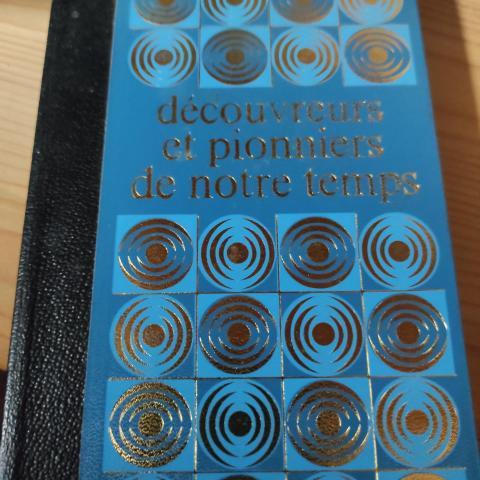 découvreurs
et pionniers
de notre temps